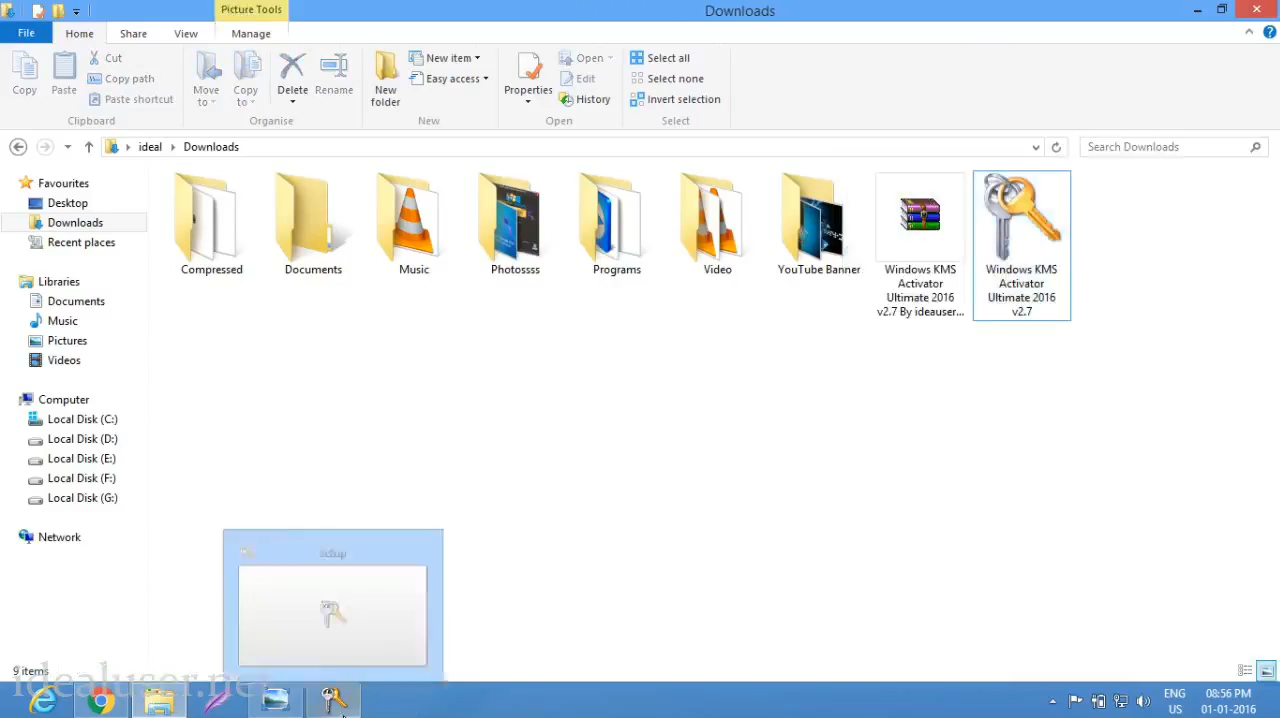 Picture Tools
Downloads
File
Home
Share
View
Manage
Copy
Paste
Cut
Copy path
Paste shortcut
Clipboard
Move to
Copy to
Delete
Rename
Organise
New folder
New item
Easy access
New
Properties
Open
Edit
History
Open
Select all
Select none
Invert selection
Select
ideal
Downloads
Search Downloads
Favourites
Desktop
Downloads
Recent places
Libraries
Documents
Music
Pictures
Videos
Computer
Local Disk (C:)
Local Disk (D:)
Local Disk (E:)
Local Disk (F:)
Local Disk (G:)
Network
Compressed
Documents
Music
Photossss
Programs
Video
YouTube Banner
Windows KMS
Activator
Ultimate 2016
v2.7 By ideauser...
Windows KMS
Activator
Ultimate 2016
v2.7
9 items
idealuser.net
ENG
US
08:56 PM
01-01-2016